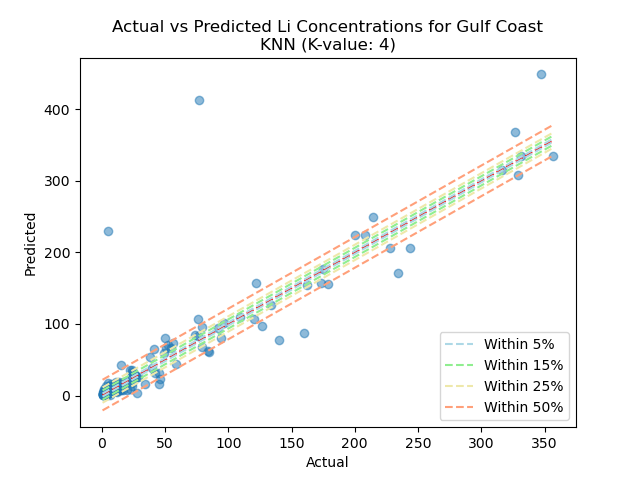 Actual vs Predicted Li Concentrations for Gulf Coast
KNN (K-value: 4)
400
300
200
100
0
Predicted
0 50 100 150 200 250 300 350
Actual
Within 5%
Within 15%
Within 25%
Within 50%